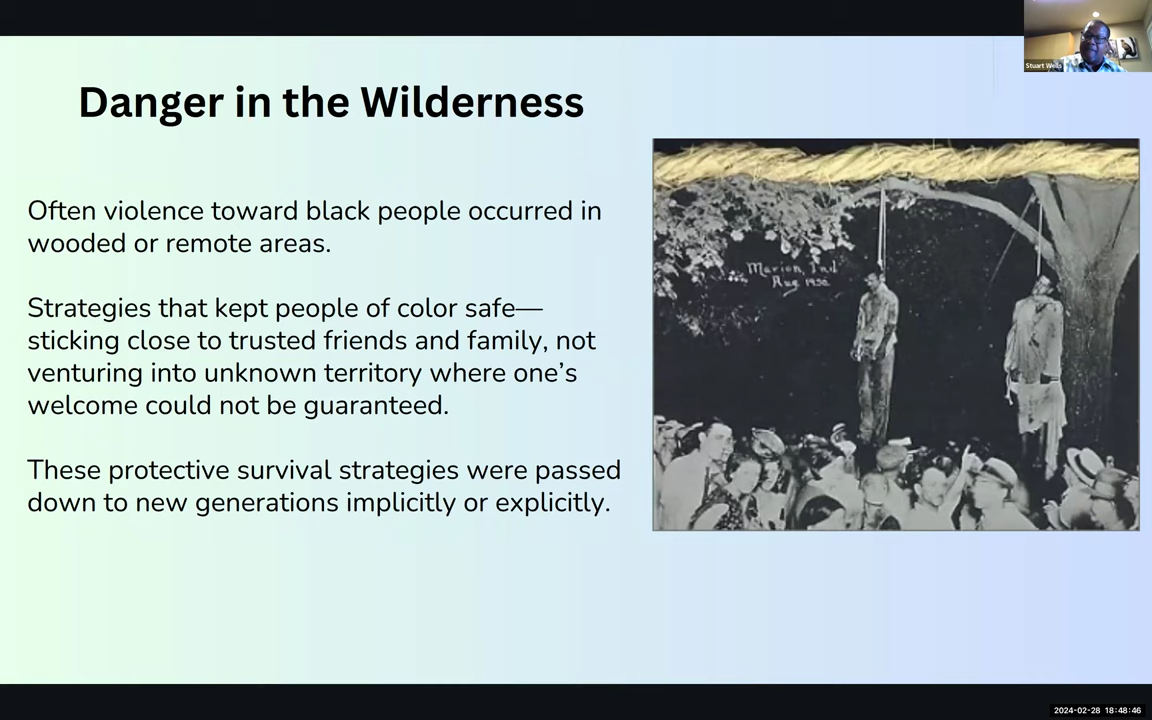 Stuart Wells
Danger in the Wilderness
Often violence toward black people occurred in
wooded or remote areas.
Strategies that kept people of color safe—
sticking close to trusted friends and family, not
venturing into unknown territory where one’s
welcome could not be guaranteed.
These protective survival strategies were passed
down to new generations implicitly or explicitly.
Marion, Ind
Aug 1930
2024-02-28 18:48:46